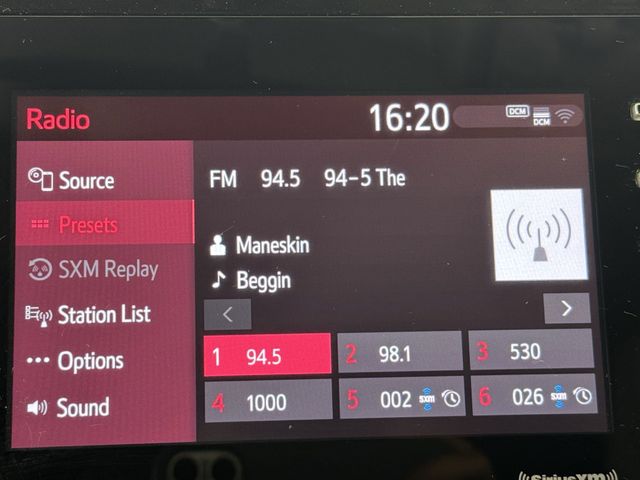 Radio 16:20 DCM DCM
Source
Presets
SXM Replay
Station List
Options
Sound
FM 94.5 94-5 The
Maneskin
Beggin
< >
1 94.5 2 98.1 3 530
4 1000 5 002 sxm 6 026 sxm
SiriusXM